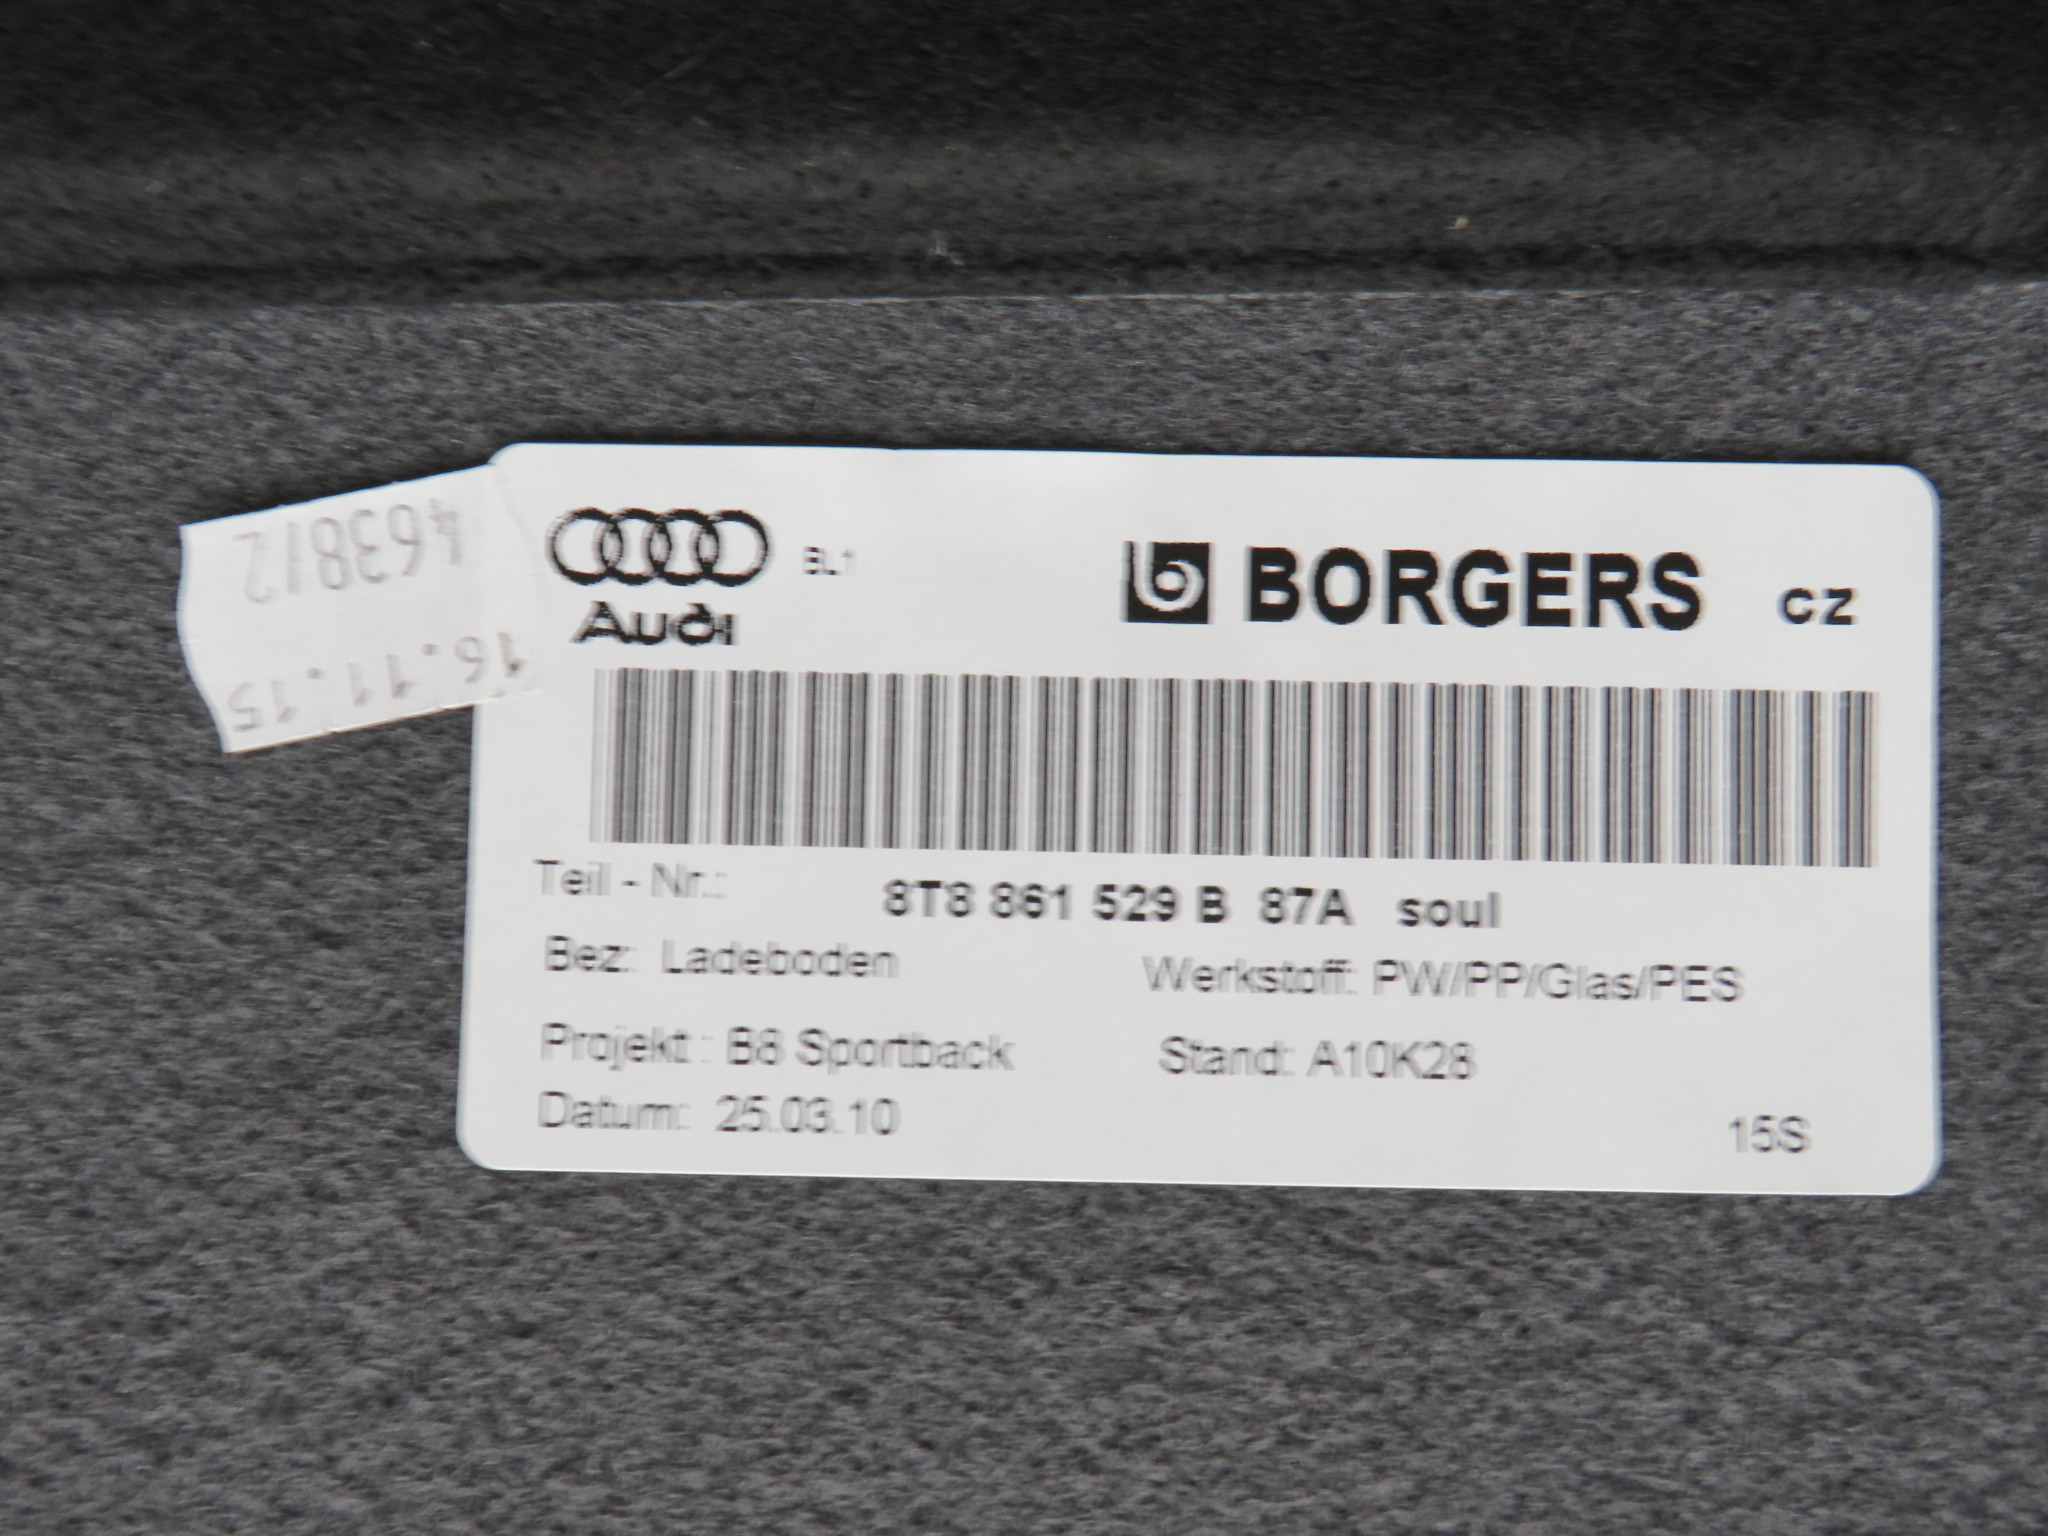 46381/2
16.11.15
Audi
BL1
BORGERS CZ
Teil - Nr.: 8T8 861 529 B 87A soul
Bez: Ladeboden Werkstoff: PW/PP/Glas/PES
Projekt : B8 Sportback Stand: A10K28
Datum: 25.03.10
15S